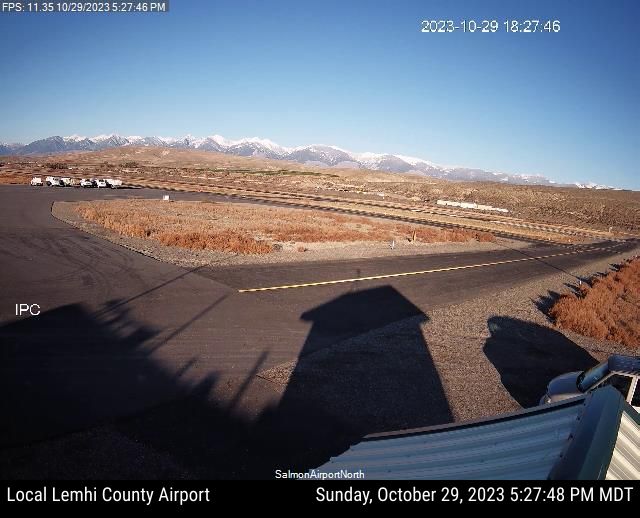 FPS: 11.35 10/29/2023 5:27:46 PM
2023-10-29 18:27:46
IPC
SalmonAirportNorth
Local Lemhi County Airport
Sunday, October 29, 2023 5:27:48 PM MDT